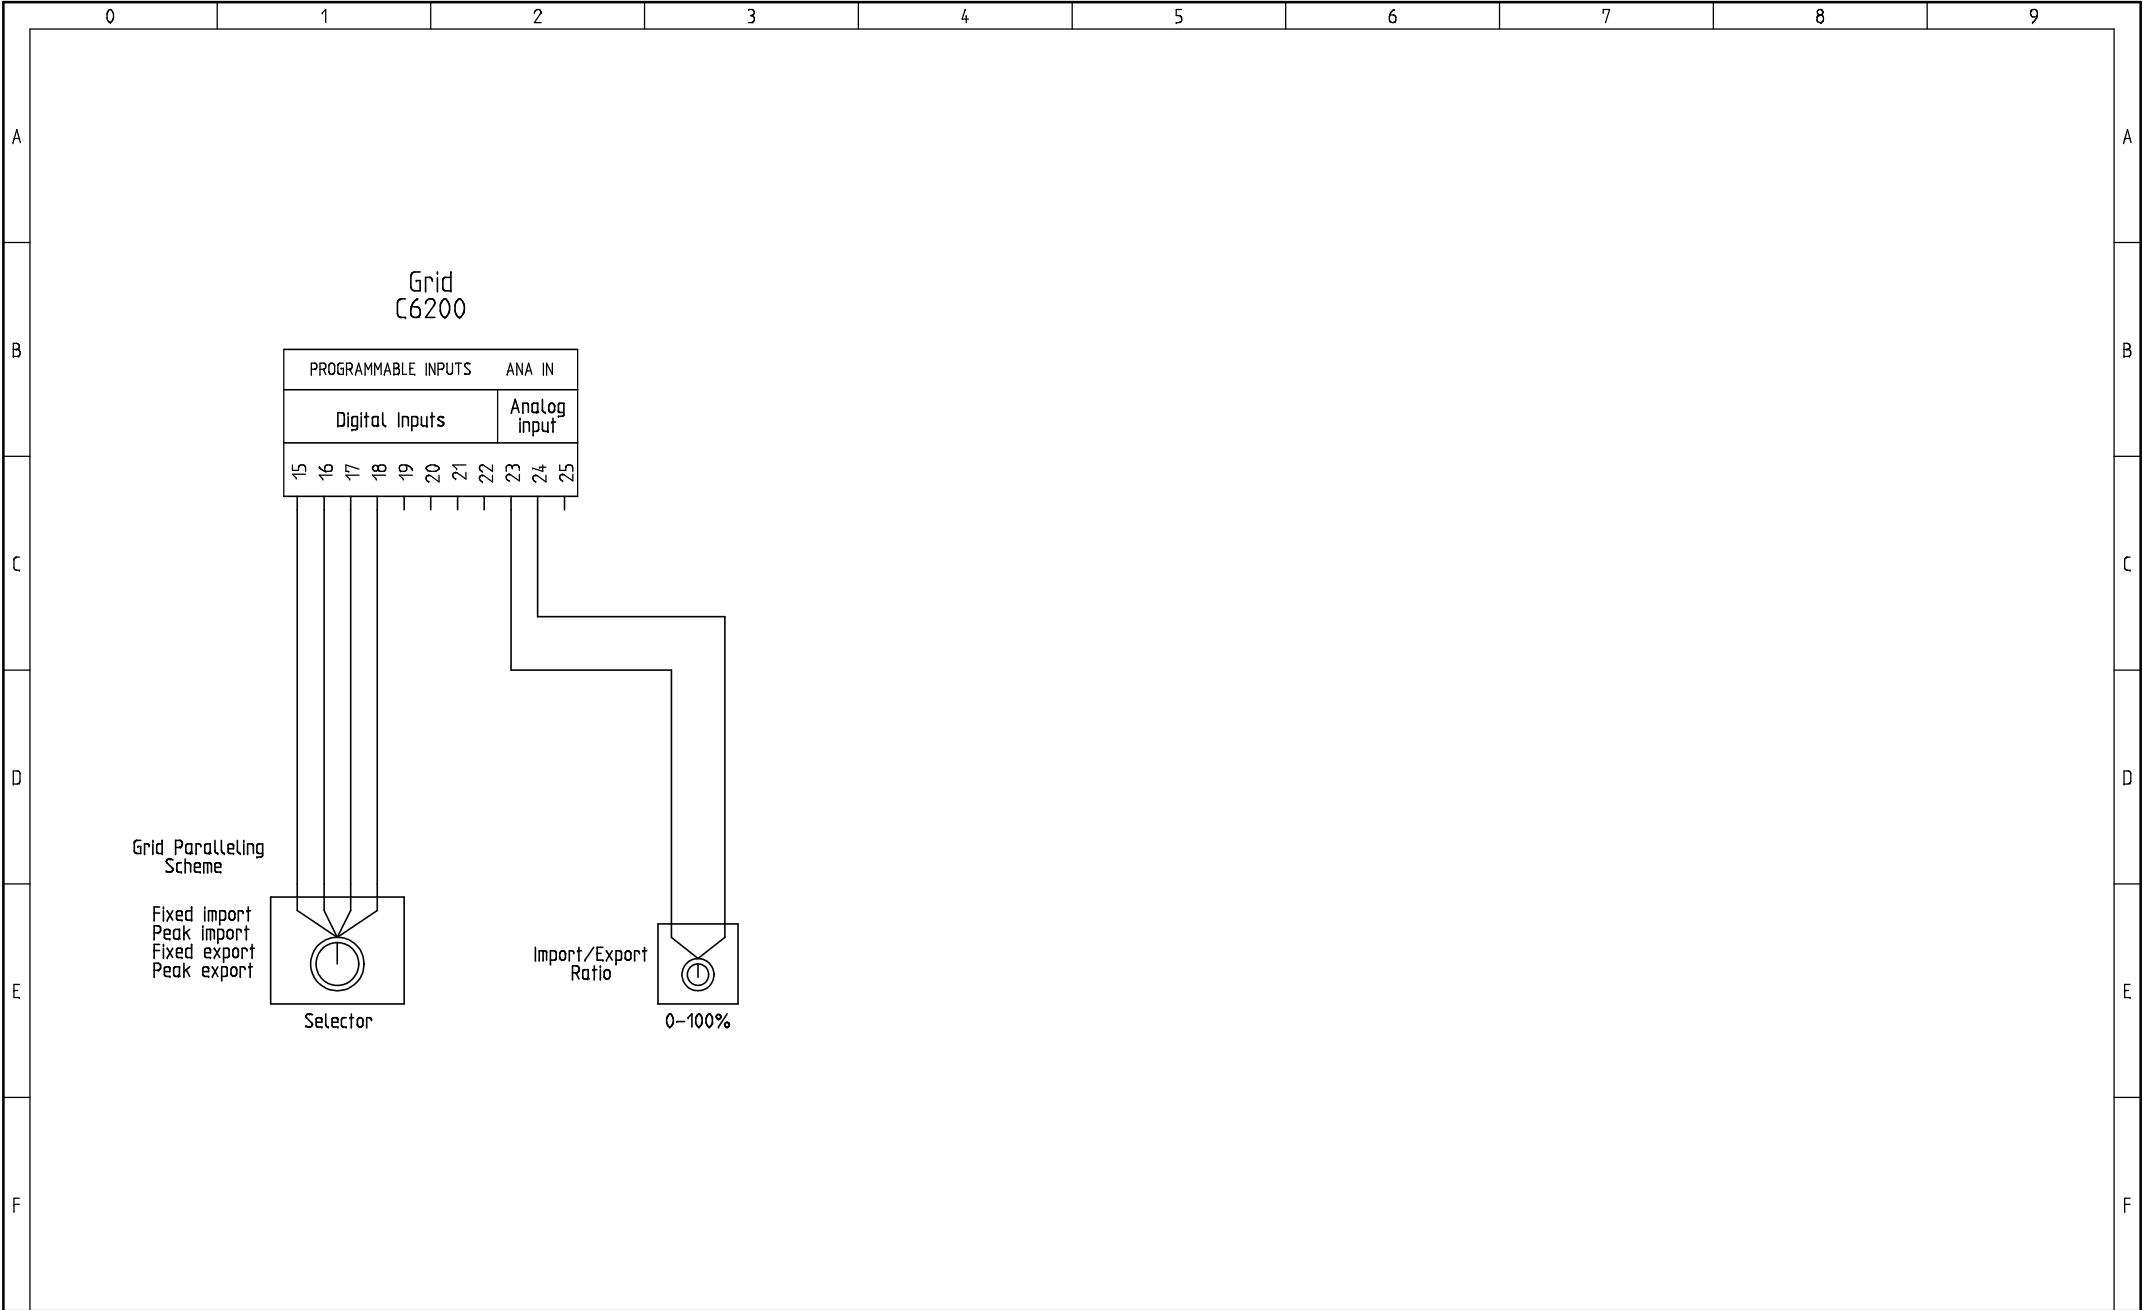 0 1 2 3 4 5 6 7 8 9
A A
Grid
C6200
B B
PROGRAMMABLE INPUTS ANA IN
Digital Inputs
Analog
input
15 16 17 18 19 20 21 22 23 24 25
C C
D D
Grid Paralleling
Scheme
Fixed import
Peak import
Fixed export
Peak export
Import/Export
Ratio
E E
Selector
0-100%
F F